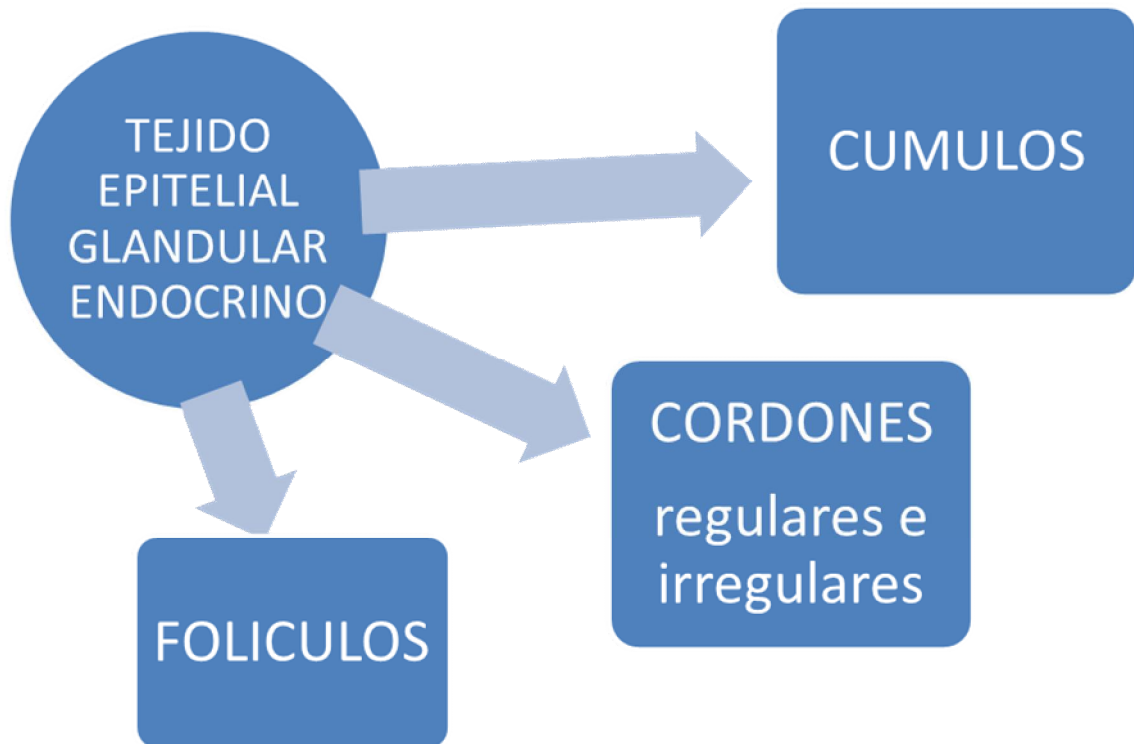 TEJIDO
EPITELIAL
GLANDULAR
ENDOCRINO
CUMULOS
CORDONES
regulares e
irregulares
FOLICULOS